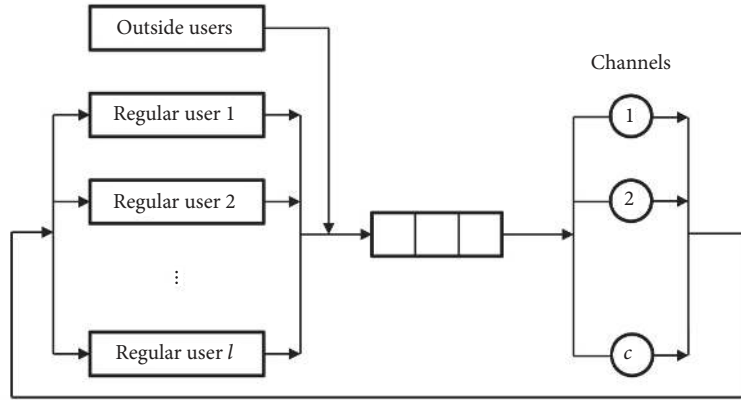 Outside users
Channels
Regular user 1
1
Regular user 2
2
⋮
Regular user l
c